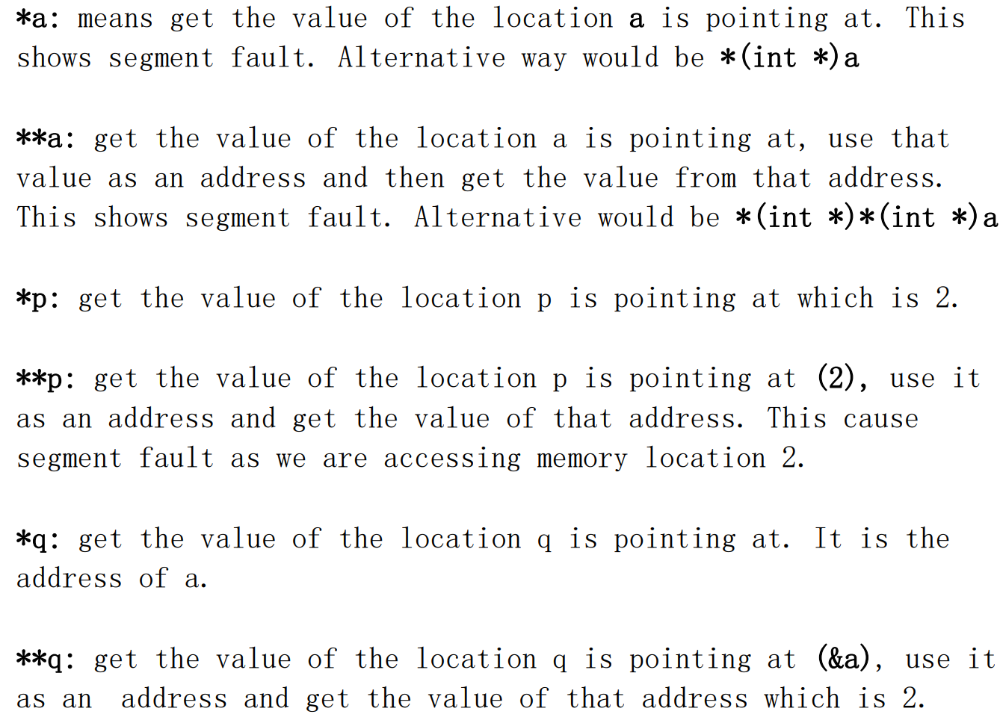 *a: means get the value of the location a is pointing at. This
shows segment fault. Alternative way would be *(int *)a
**a: get the value of the location a is pointing at, use that
value as an address and then get the value from that address.
This shows segment fault. Alternative would be *(int *)*(int *)a
*p: get the value of the location p is pointing at which is 2.
**p: get the value of the location p is pointing at (2), use it
as an address and get the value of that address. This cause
segment fault as we are accessing memory location 2.
*q: get the value of the location q is pointing at. It is the
address of a.
**q: get the value of the location q is pointing at (&a), use it
as an address and get the value of that address which is 2.